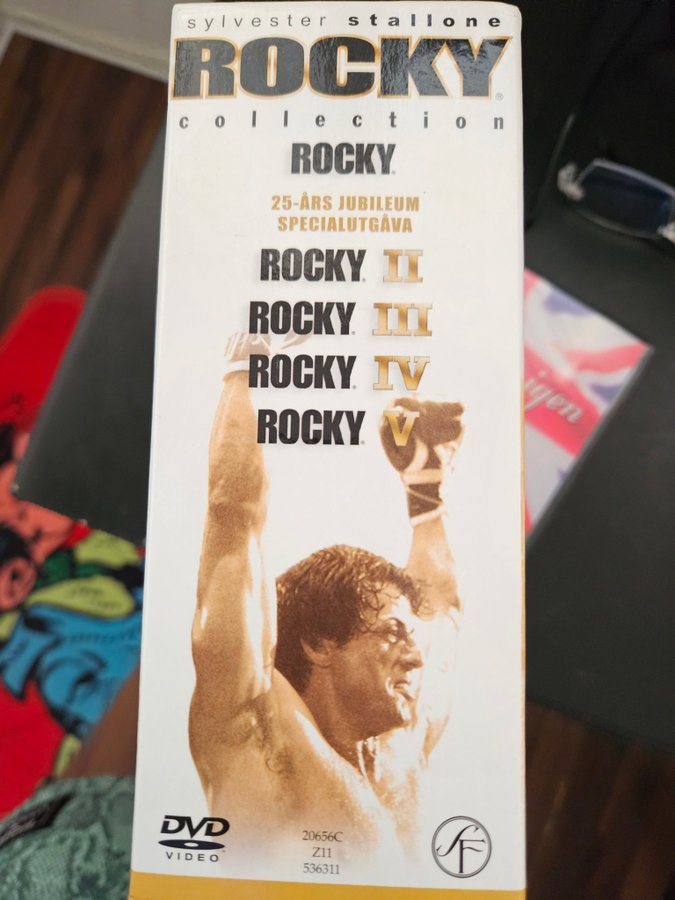 sylvester stallone
ROCKY®
collection
ROCKY®
25-ÅRS JUBILEUM
SPECIALUTGÅVA
ROCKY® II
ROCKY® III
ROCKY® IV
ROCKY® V
DVD
VIDEO
20656C
Z11
536311
SF